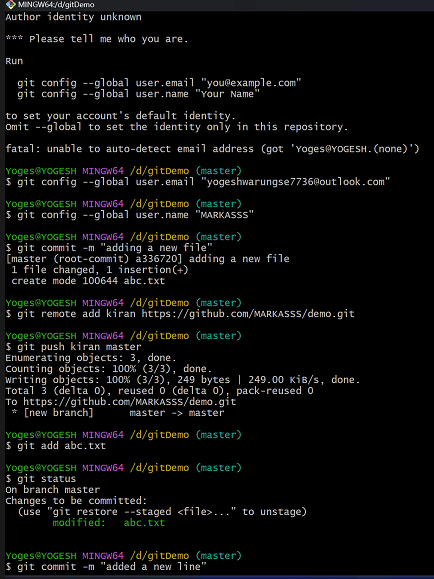 MINGW64:/d/gitDemo
Author identity unknown
*** Please tell me who you are.
Run
git config --global user.email "you@example.com"
git config --global user.name "Your Name"
to set your account's default identity.
Omit --global to set the identity only in this repository.
fatal: unable to auto-detect email address (got 'Yoges@YOGESH.(none)')
Yoges@YOGESH MINGW64 /d/gitDemo (master)
$ git config --global user.email "yogeshwarungse7736@outlook.com"
Yoges@YOGESH MINGW64 /d/gitDemo (master)
$ git config --global user.name "MARKASSS"
Yoges@YOGESH MINGW64 /d/gitDemo (master)
$ git commit -m "adding a new file"
[master (root-commit) a336720] adding a new file
1 file changed, 1 insertion(+)
create mode 100644 abc.txt
Yoges@YOGESH MINGW64 /d/gitDemo (master)
$ git remote add kiran https://github.com/MARKASSS/demo.git
Yoges@YOGESH MINGW64 /d/gitDemo (master)
$ git push kiran master
Enumerating objects: 3, done.
Counting objects: 100% (3/3), done.
Writing objects: 100% (3/3), 249 bytes | 249.00 KiB/s, done.
Total 3 (delta 0), reused 0 (delta 0), pack-reused 0
To https://github.com/MARKASSS/demo.git
* [new branch]      master -> master
Yoges@YOGESH MINGW64 /d/gitDemo (master)
$ git add abc.txt
Yoges@YOGESH MINGW64 /d/gitDemo (master)
$ git status
On branch master
Changes to be committed:
(use "git restore --staged <file>..." to unstage)
modified:   abc.txt
Yoges@YOGESH MINGW64 /d/gitDemo (master)
$ git commit -m "added a new line"